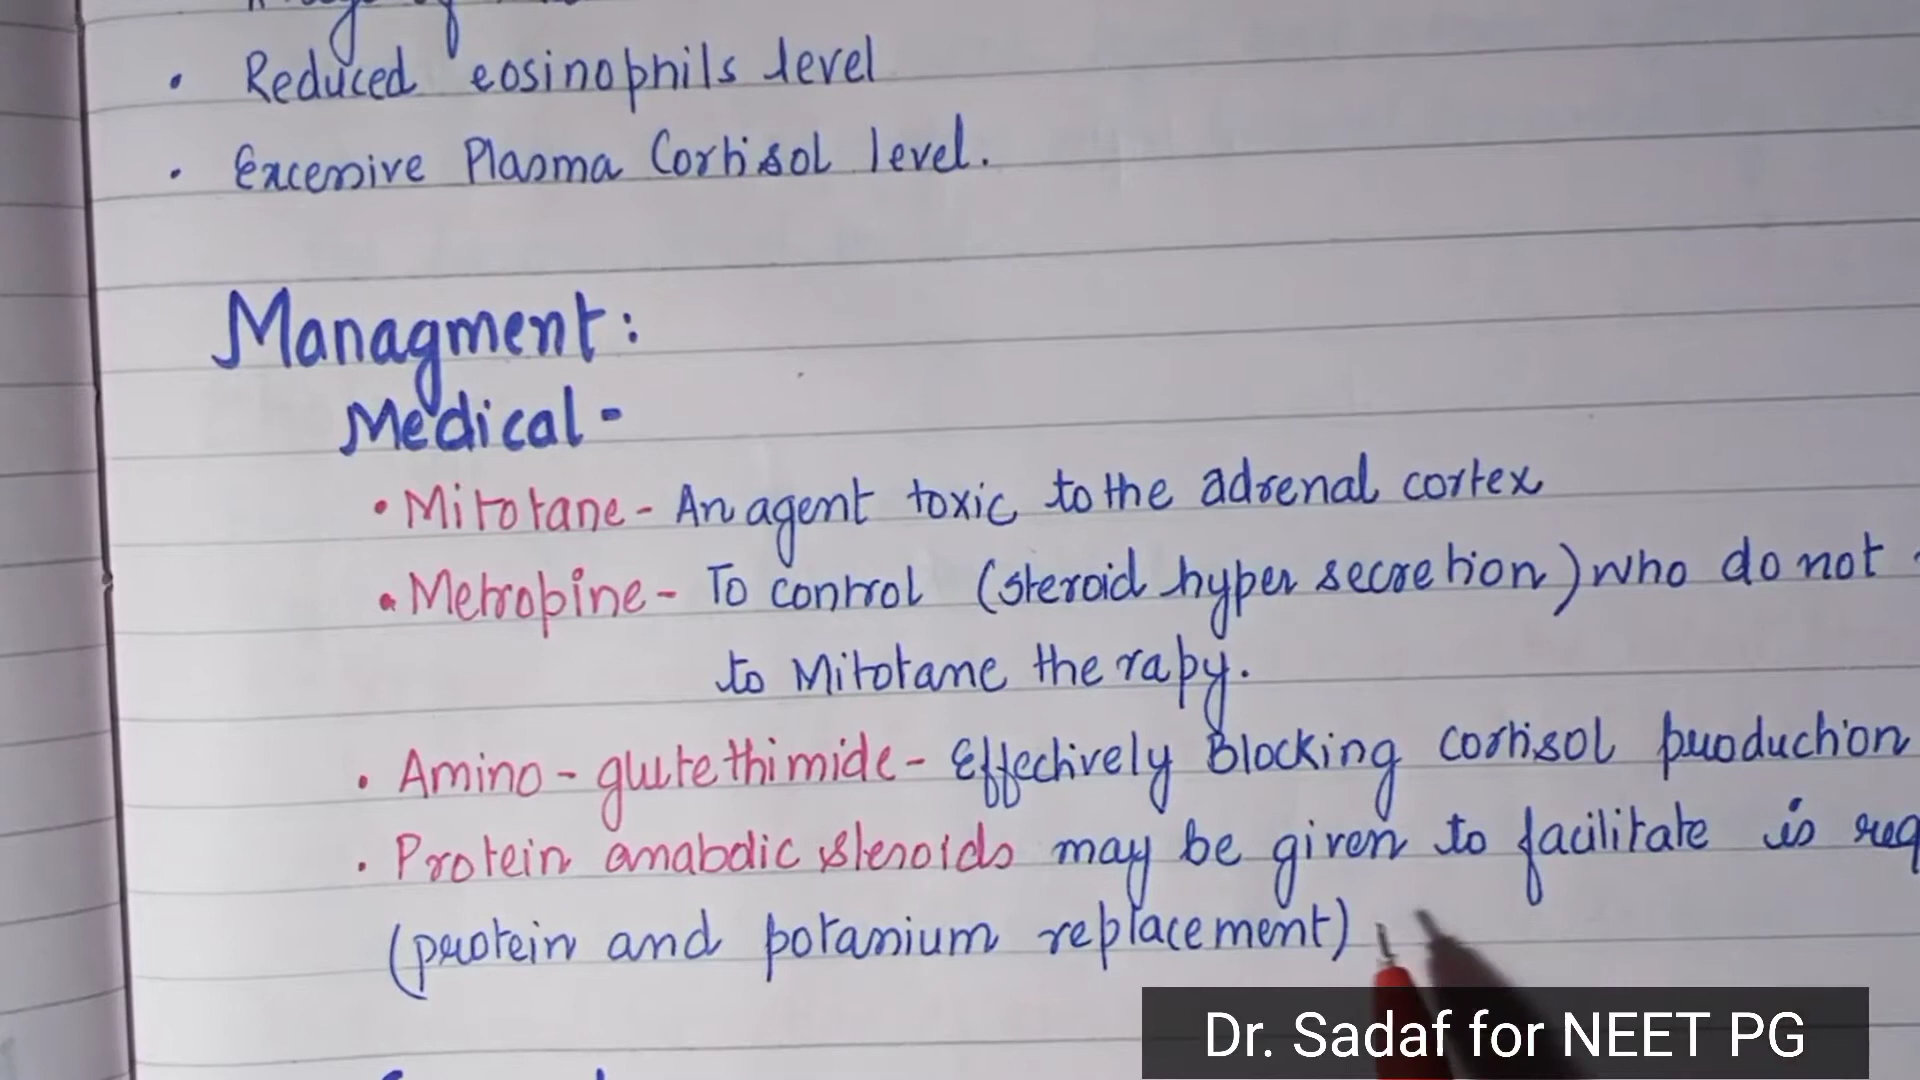 • Reduced eosinophils level
• Excessive Plasma Cortisol level.
Managment:
Medical -
• Mitotane - An agent toxic to the adrenal cortex
• Metropine - To control (steroid hyper secretion) who do not
to Mitotane therapy.
• Amino - glutethimide - Effectively Blocking cortisol production
• Protein anabolic steroids may be given to facilitate is req
(protein and potassium replacement)
Dr. Sadaf for NEET PG